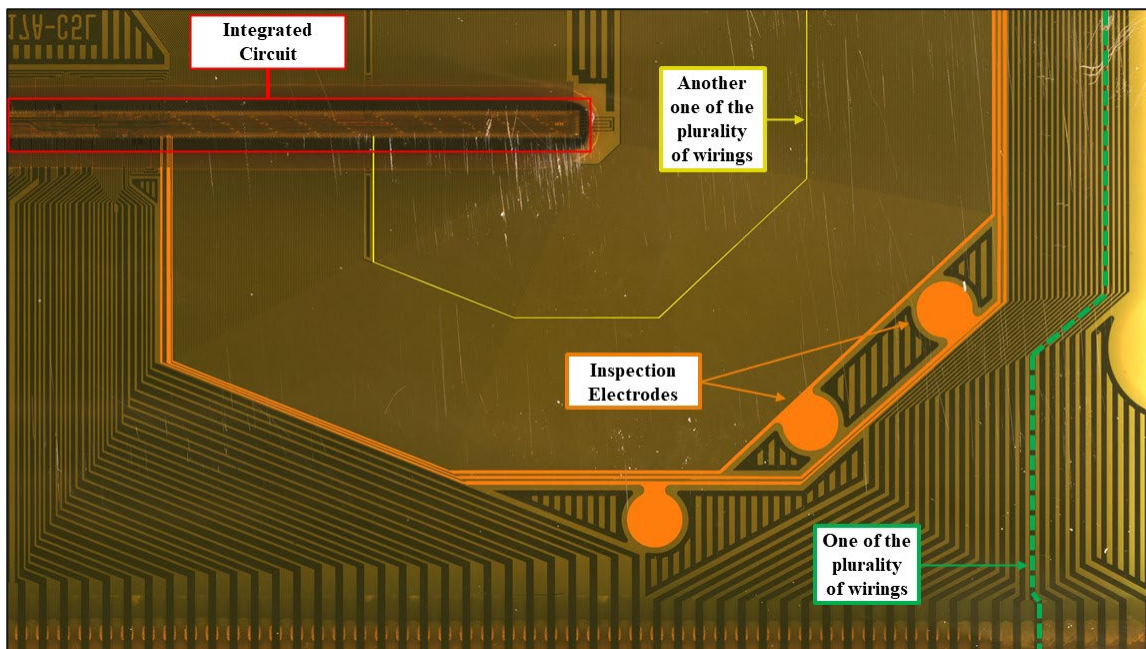 Integrated
Circuit
Another
one of the
plurality
of wirings
Inspection
Electrodes
One of the
plurality
of wirings